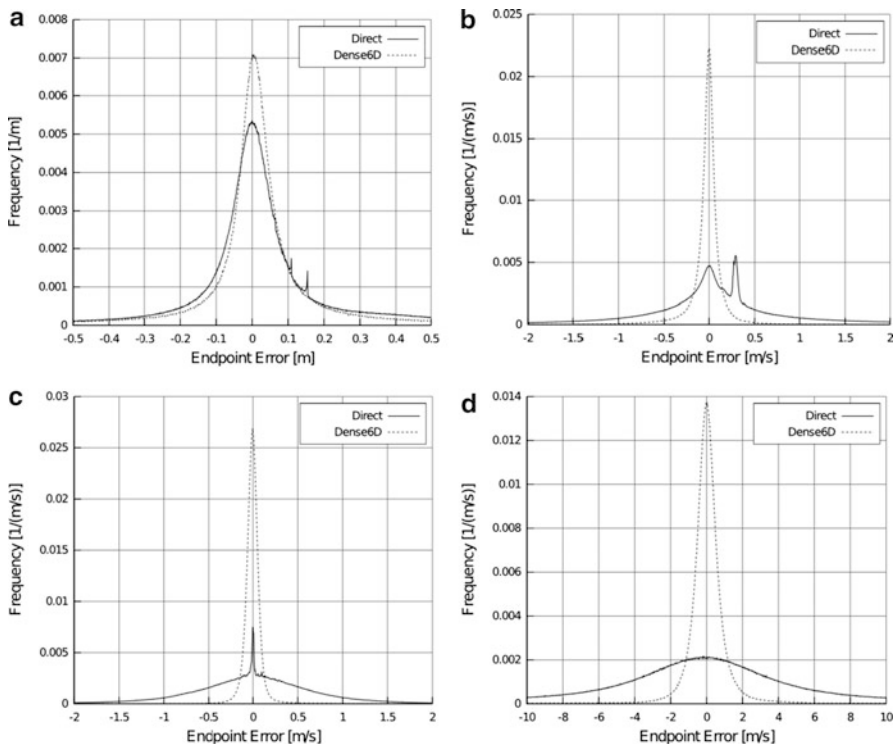 a
Frequency [1/m]
0.008
0.007
0.006
0.005
0.004
0.003
0.002
0.001
0
Direct
Dense6D
-0.5 -0.4 -0.3 -0.2 -0.1 0 0.1 0.2 0.3 0.4 0.5
Endpoint Error [m]
b
Frequency [1/(m/s)]
0.025
0.02
0.015
0.01
0.005
0
Direct
Dense6D
-2 -1.5 -1 -0.5 0 0.5 1 1.5 2
Endpoint Error [m/s]
c
Frequency [1/(m/s)]
0.03
0.025
0.02
0.015
0.01
0.005
0
Direct
Dense6D
-2 -1.5 -1 -0.5 0 0.5 1 1.5 2
Endpoint Error [m/s]
d
Frequency [1/(m/s)]
0.014
0.012
0.01
0.008
0.006
0.004
0.002
0
Direct
Dense6D
-10 -8 -6 -4 -2 0 2 4 6 8 10
Endpoint Error [m/s]